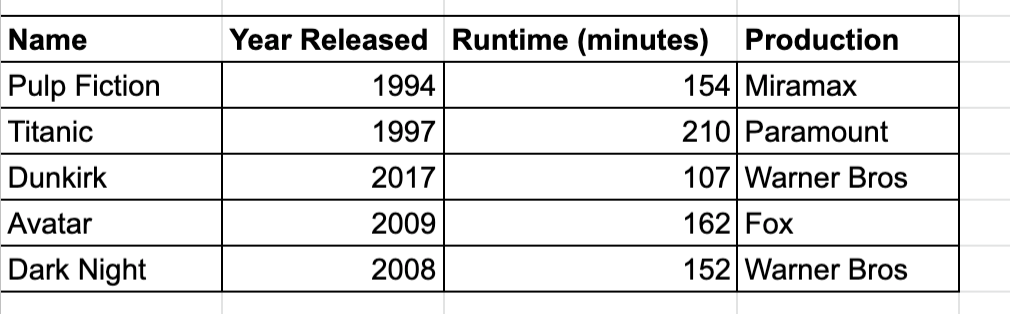 Name Year Released Runtime (minutes) Production
Pulp Fiction 1994 154 Miramax
Titanic 1997 210 Paramount
Dunkirk 2017 107 Warner Bros
Avatar 2009 162 Fox
Dark Night 2008 152 Warner Bros